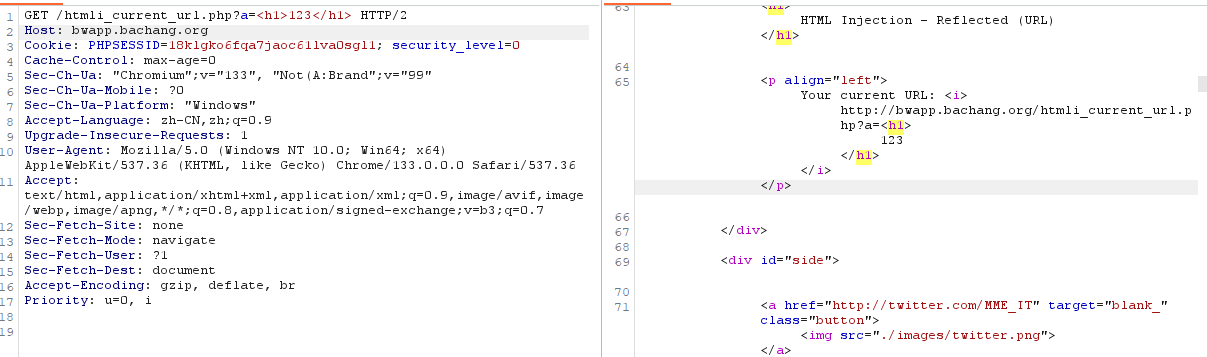 1 GET /htmli_current_url.php?a=<h1>123</h1> HTTP/2
2 Host: bwapp.bachang.org
3 Cookie: PHPSESSID=18klgko6fqa7jaoc61lva0sgl1; security_level=0
4 Cache-Control: max-age=0
5 Sec-Ch-Ua: "Chromium";v="133", "Not(A:Brand";v="99"
6 Sec-Ch-Ua-Mobile: ?0
7 Sec-Ch-Ua-Platform: "Windows"
8 Accept-Language: zh-CN,zh;q=0.9
9 Upgrade-Insecure-Requests: 1
10 User-Agent: Mozilla/5.0 (Windows NT 10.0; Win64; x64)
AppleWebKit/537.36 (KHTML, like Gecko) Chrome/133.0.0.0 Safari/537.36
11 Accept:
text/html,application/xhtml+xml,application/xml;q=0.9,image/avif,image
/webp,image/apng,*/*;q=0.8,application/signed-exchange;v=b3;q=0.7
12 Sec-Fetch-Site: none
13 Sec-Fetch-Mode: navigate
14 Sec-Fetch-User: ?1
15 Sec-Fetch-Dest: document
16 Accept-Encoding: gzip, deflate, br
17 Priority: u=0, i
18
19
63 <h1>
HTML Injection - Reflected (URL)
</h1>
64
65 <p align="left">
Your current URL: <i>
http://bwapp.bachang.org/htmli_current_url.p
hp?a=<h1>
123
</h1>
</i>
</p>
66
67 </div>
68
69 <div id="side">
70
71 <a href="http://twitter.com/MME_IT" target="blank_"
class="button">
<img src="./images/twitter.png">
</a>